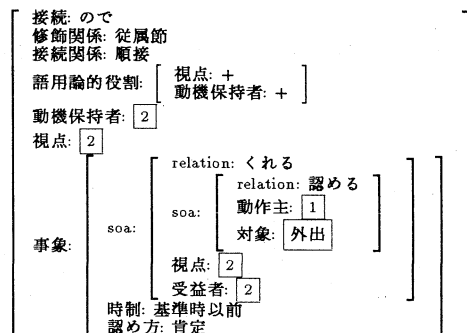 接続: ので
修飾関係: 従属節
接続関係: 順接
語用論的役割: 視点: +
動機保持者: +
動機保持者: 2
視点: 2
事象:
soa:
relation: くれる
soa:
relation: 認める
動作主: 1
対象: 外出
視点: 2
受益者: 2
時制: 基準時以前
認め方: 肯定